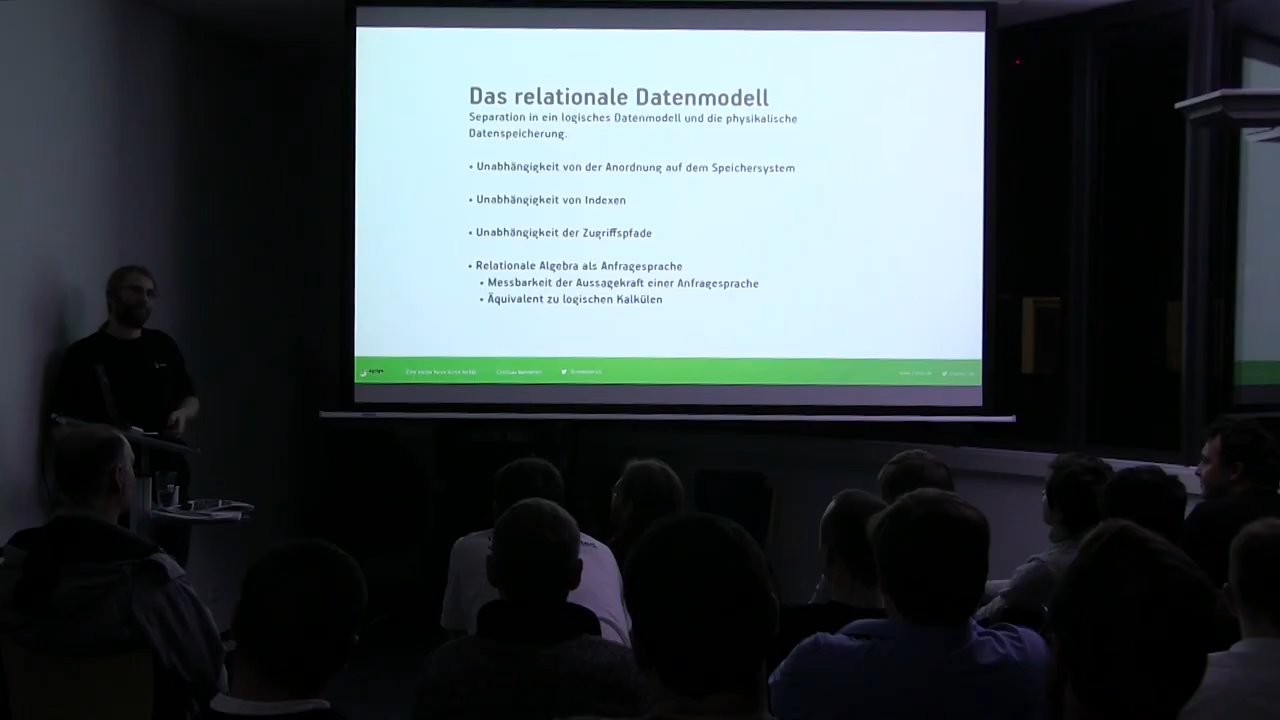 Das relationale Datenmodell
Separation in ein logisches Datenmodell und die physikalische
Datenspeicherung.
• Unabhängigkeit von der Anordnung auf dem Speichersystem
• Unabhängigkeit von Indexen
• Unabhängigkeit der Zugriffspfade
• Relationale Algebra als Anfragesprache
• Messbarkeit der Aussagekraft einer Anfragesprache
• Äquivalent zu logischen Kalkülen